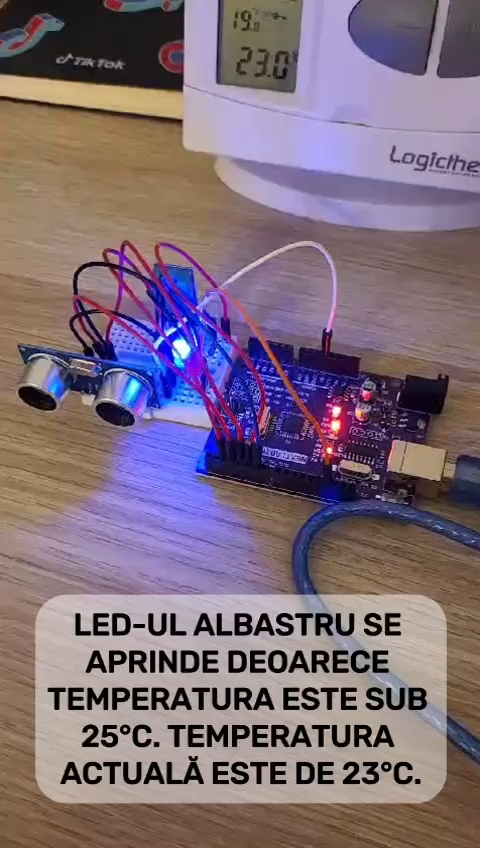 19.0
23.0
TikTok
Logicthe
LED-UL ALBASTRU SE
APRINDE DEOARECE
TEMPERATURA ESTE SUB
25°C. TEMPERATURA
ACTUALĂ ESTE DE 23°C.